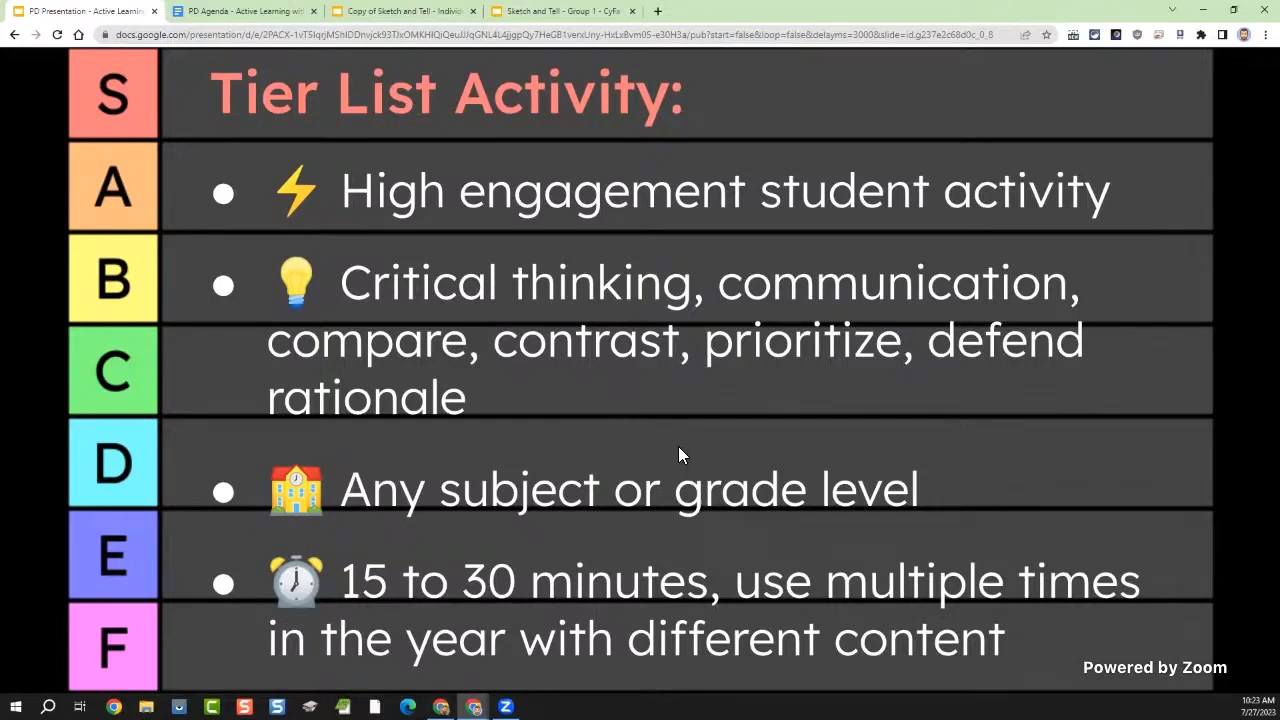 PD Presentation - Active Learning
PD Agenda - Active Learning with
Copy of Sketch and Tell - Individ
Sketch and Tell - Group 1 - CyFa
S
Tier List Activity:
A
● ⚡ High engagement student activity
B
● 💡 Critical thinking, communication,
compare, contrast, prioritize, defend
C
rationale
D
● 🏫 Any subject or grade level
E
● ⏰ 15 to 30 minutes, use multiple times
in the year with different content
F
Powered by Zoom
10:23 AM
7/27/2023